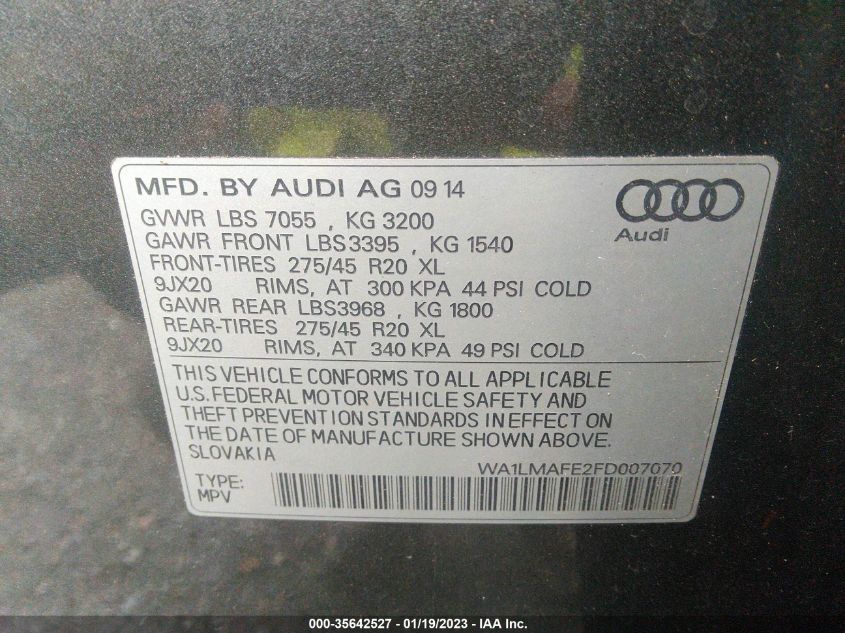 MFD. BY AUDI AG 09 14
Audi
GVWR LBS 7055 , KG 3200
GAWR FRONT LBS3395 , KG 1540
FRONT-TIRES 275/45 R20 XL
9JX20 RIMS, AT 300 KPA 44 PSI COLD
GAWR REAR LBS3968 , KG 1800
REAR-TIRES 275/45 R20 XL
9JX20 RIMS, AT 340 KPA 49 PSI COLD
THIS VEHICLE CONFORMS TO ALL APPLICABLE
U.S. FEDERAL MOTOR VEHICLE SAFETY AND
THEFT PREVENTION STANDARDS IN EFFECT ON
THE DATE OF MANUFACTURE SHOWN ABOVE.
SLOVAKIA
WA1LMAFE2FD007070
TYPE:
MPV
000-35642527 - 01/19/2023 - IAA Inc.